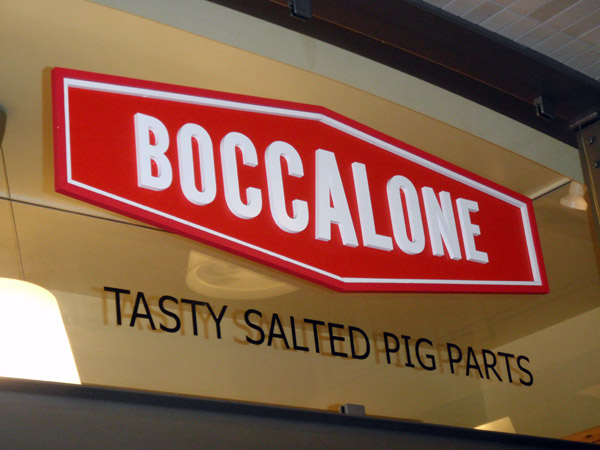 BOCCALONE
TASTY SALTED PIG PARTS